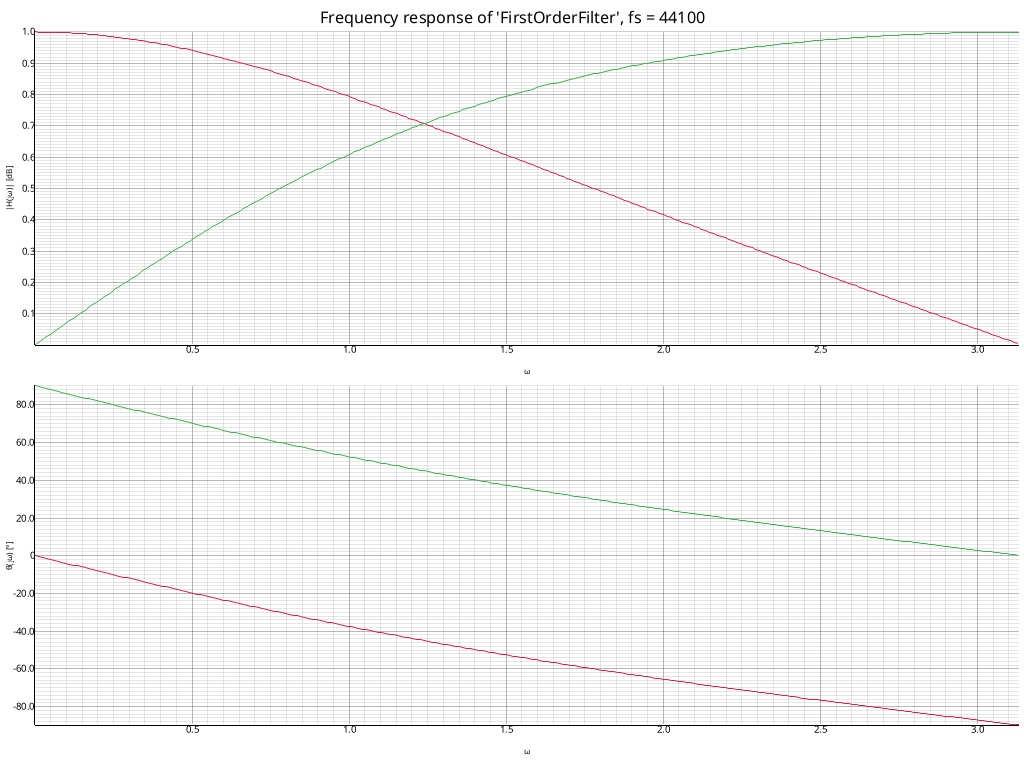 Frequency response of 'FirstOrderFilter', fs = 44100
1.0
0.9
0.8
0.7
0.6
0.5
0.4
0.3
0.2
0.1
|H(jω)| [dB]
0.5 1.0 1.5 2.0 2.5 3.0
ω
80.0
60.0
40.0
20.0
0
-20.0
-40.0
-60.0
-80.0
θ(jω) [°]
0.5 1.0 1.5 2.0 2.5 3.0
ω